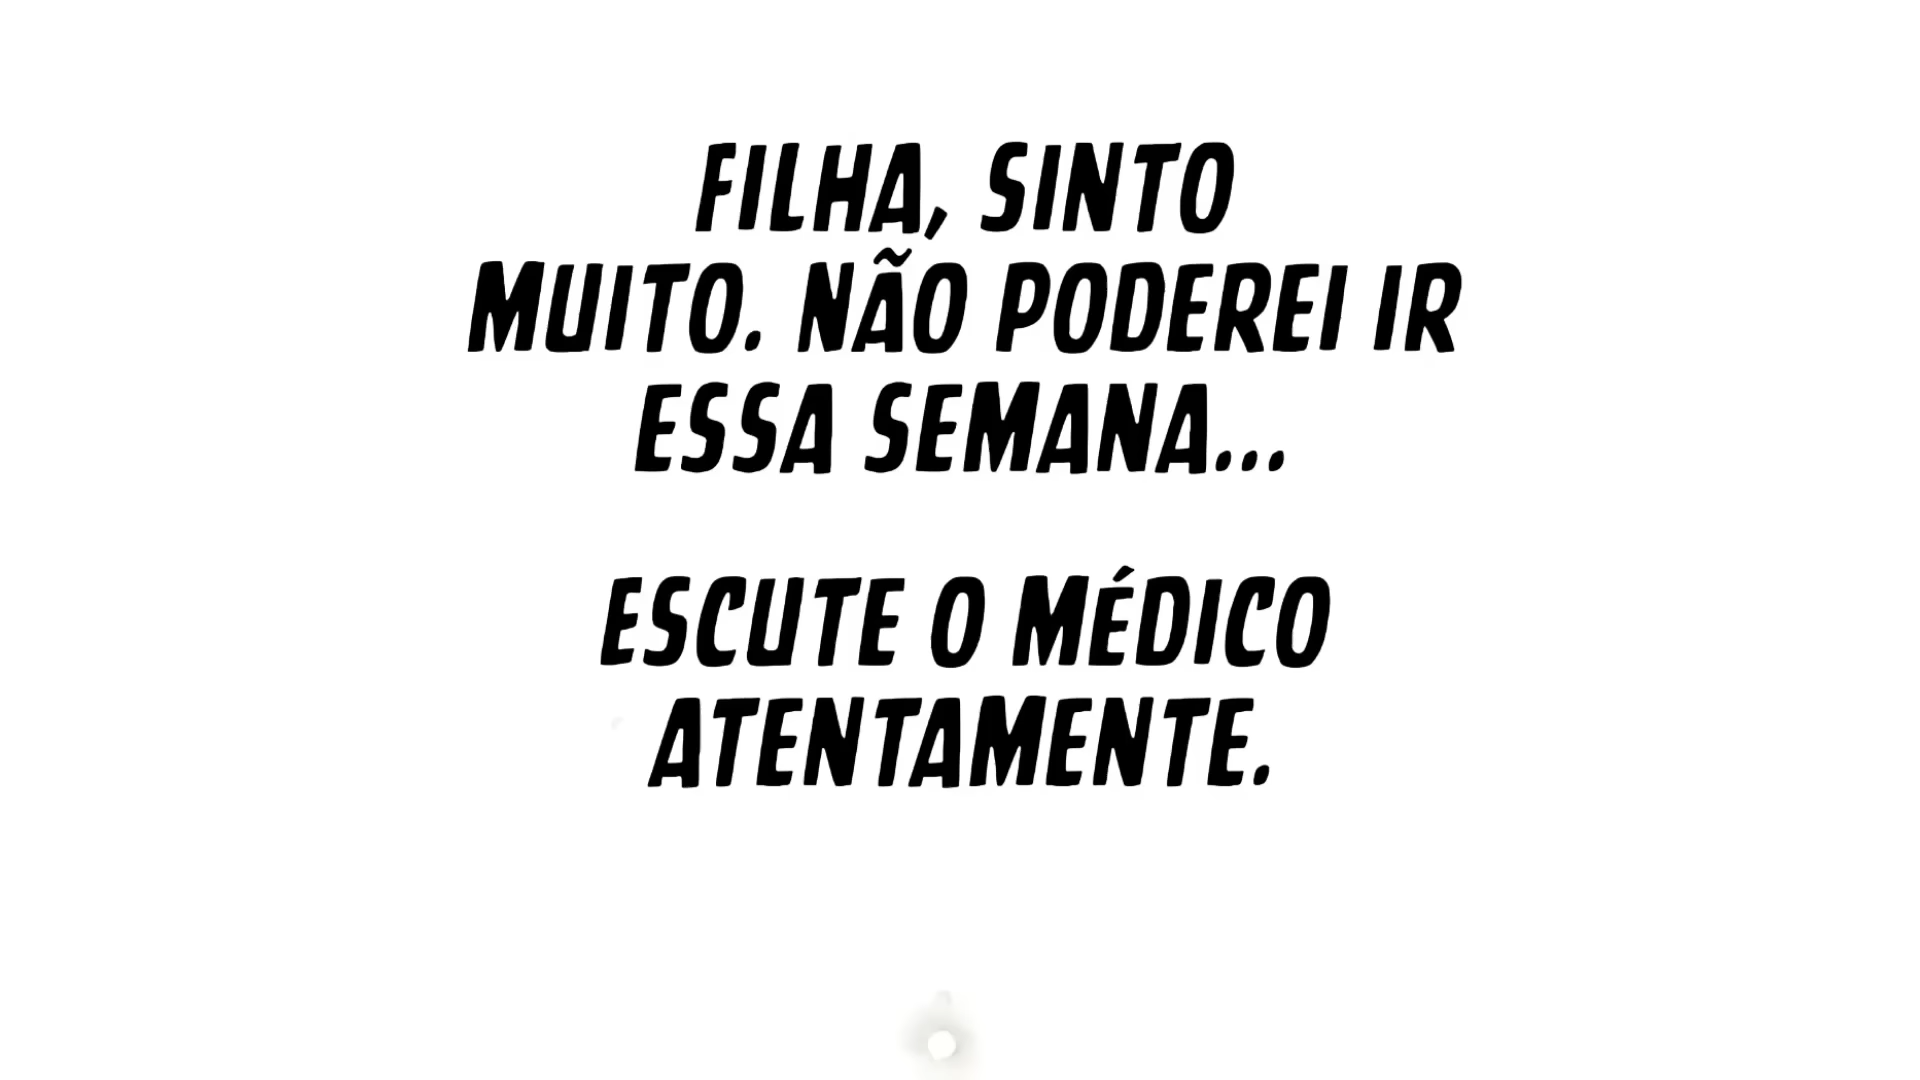 FILHA, SINTO
MUITO. NÃO PODEREI IR
ESSA SEMANA...
ESCUTE O MÉDICO
ATENTAMENTE.